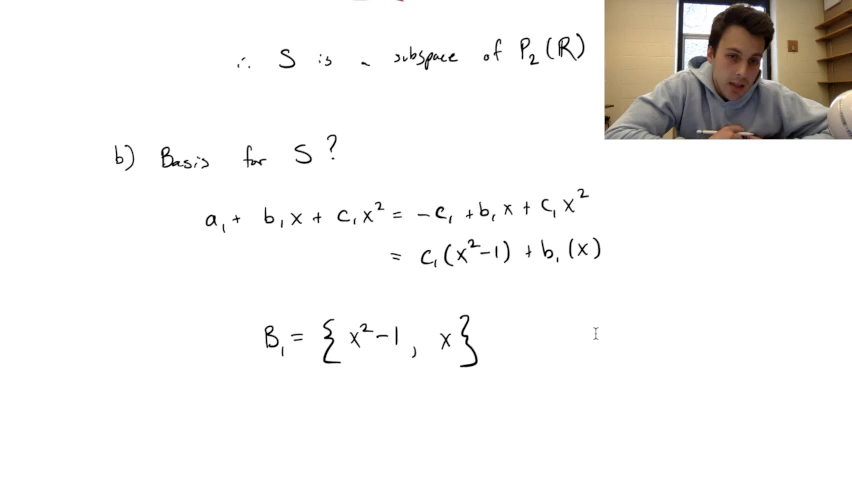 ∴ S is a subspace of P₂(R)
b) Basis for S?
a₁ + b₁x + c₁x² = -c₁ + b₁x + c₁x²
= c₁(x²-1) + b₁(x)
B₁ = { x²-1, x }